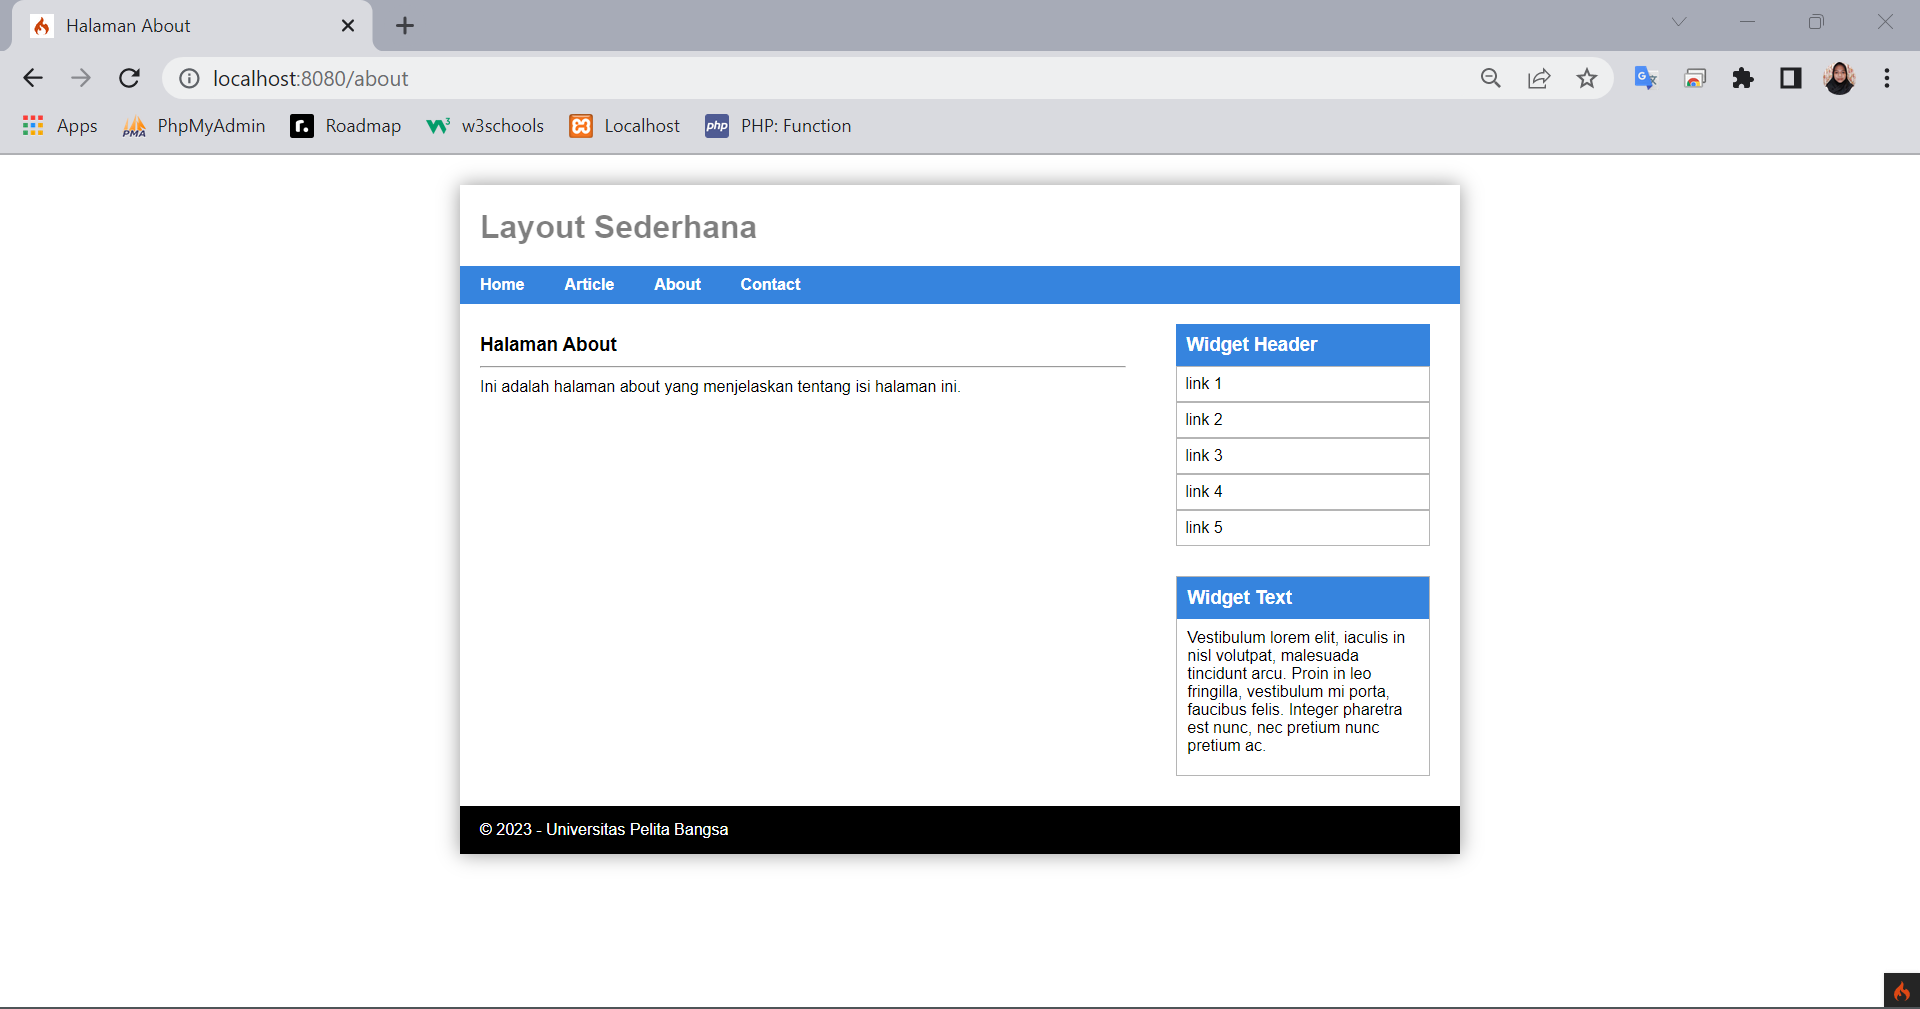 Halaman About
localhost:8080/about
Apps PMA PhpMyAdmin r. Roadmap w3 w3schools Localhost php PHP: Function
Layout Sederhana
Home Article About Contact
Halaman About
Ini adalah halaman about yang menjelaskan tentang isi halaman ini.
Widget Header
link 1
link 2
link 3
link 4
link 5
Widget Text
Vestibulum lorem elit, iaculis in
nisl volutpat, malesuada
tincidunt arcu. Proin in leo
fringilla, vestibulum mi porta,
faucibus felis. Integer pharetra
est nunc, nec pretium nunc
pretium ac.
© 2023 - Universitas Pelita Bangsa